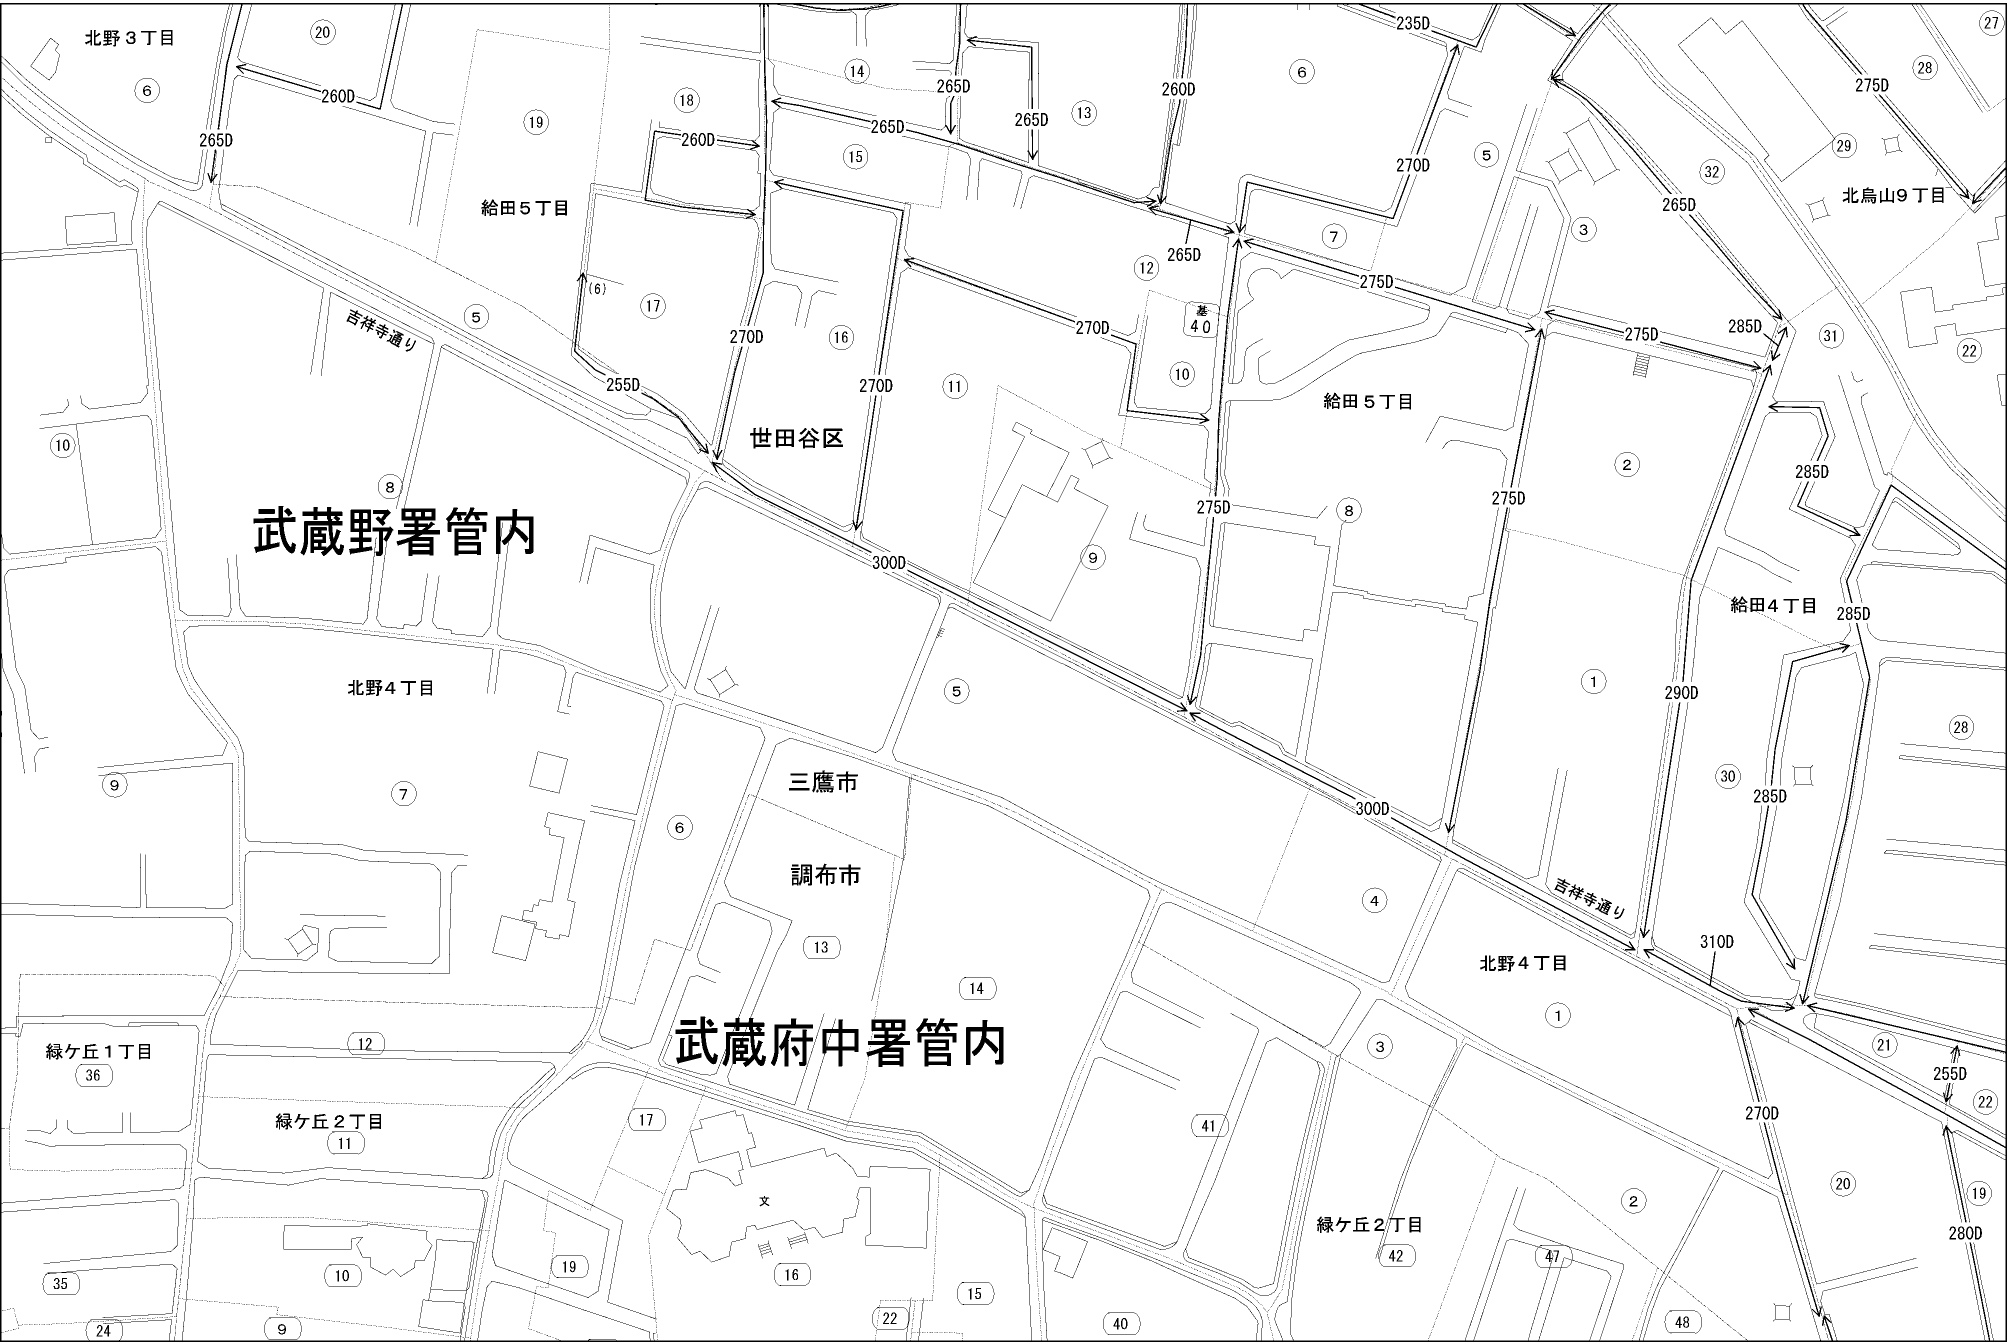 北野３丁目
20
235D
27
28
6
14
6
265D
260D
275D
260D
18
19
265D
13
265D
265D
260D
15
5
29
270D
32
北烏山９丁目
265D
給田５丁目
7
3
265D
12
275D
(6)
17
5
吉祥寺通り
基
40
285D
31
22
270D
16
270D
275D
10
11
255D
270D
給田５丁目
世田谷区
10
2
285D
8
275D
275D
8
武蔵野署管内
300D
9
給田４丁目
285D
北野４丁目
5
1
290D
28
三鷹市
30
9
7
285D
6
300D
調布市
吉祥寺通り
4
13
310D
北野４丁目
14
1
武蔵府中署管内
12
緑ケ丘１丁目
36
3
21
255D
22
270D
緑ケ丘２丁目
11
17
41
20
19
文
2
緑ケ丘２丁目
280D
42
47
19
10
16
35
15
22
40
48
24
9